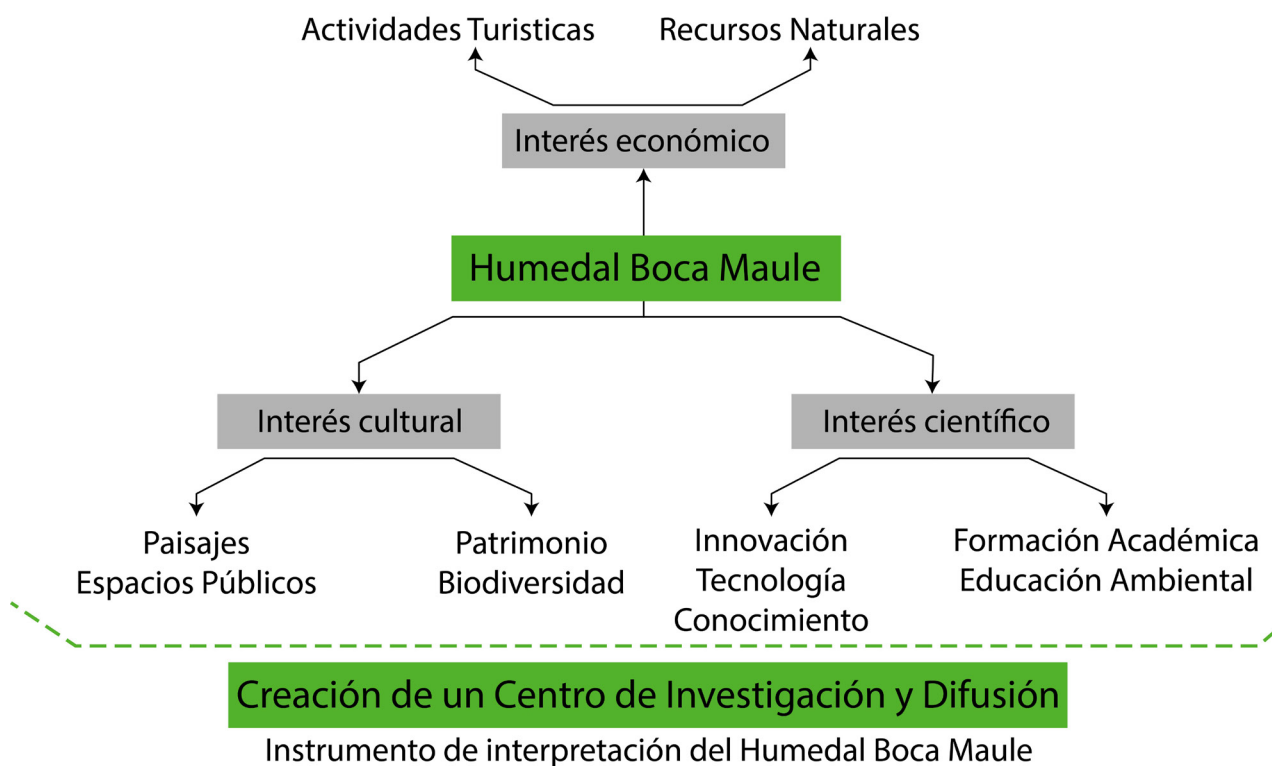 Actividades Turisticas
Recursos Naturales
Interés económico
Humedal Boca Maule
Interés cultural
Interés científico
Paisajes
Espacios Públicos
Patrimonio
Biodiversidad
Innovación
Tecnología
Conocimiento
Formación Académica
Educación Ambiental
Creación de un Centro de Investigación y Difusión
Instrumento de interpretación del Humedal Boca Maule